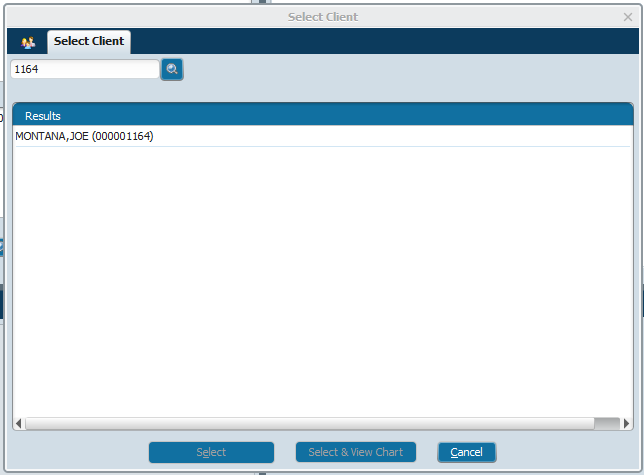 Select Client
Select Client
1164
Results
MONTANA,JOE (000001164)
Select
Select & View Chart
Cancel